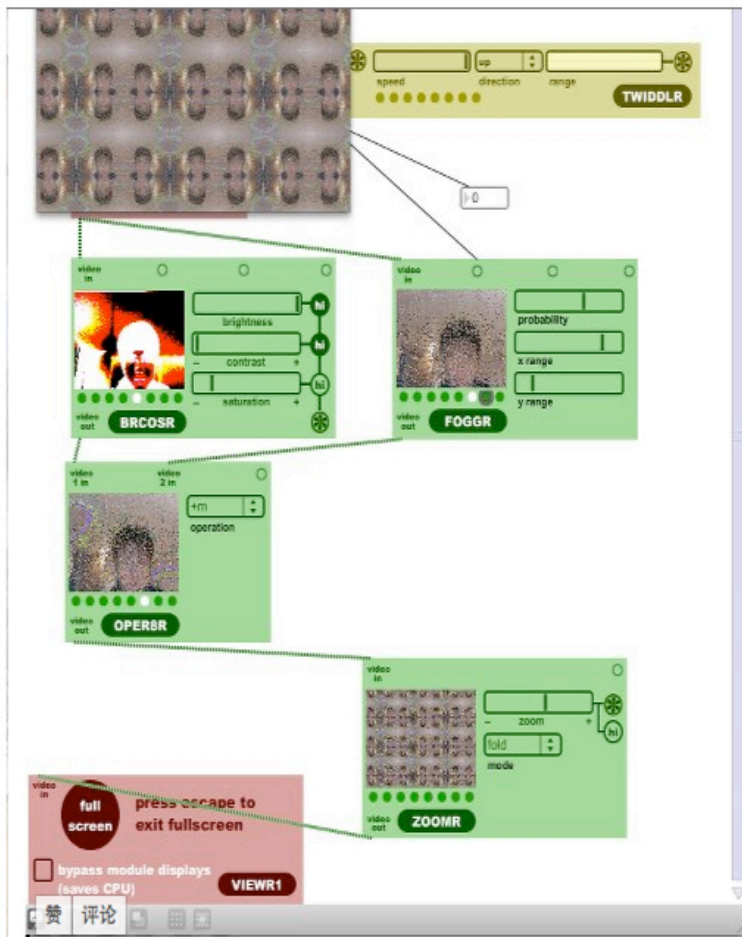 up
speed direction range
TWIDDLR
0
video
in
hi
brightness
hi
- contrast +
hi
- saturation +
video
out
BRCOSR
video
in
probability
x range
y range
video
out
FOGGR
video
1 in
video
2 in
+m
operation
video
out
OPER8R
video
in
- zoom +
hi
fold
mode
video
out
ZOOMR
video
in
full
screen
press escape to
exit fullscreen
bypass module displays
(saves CPU)
VIEWR1
赞 评论